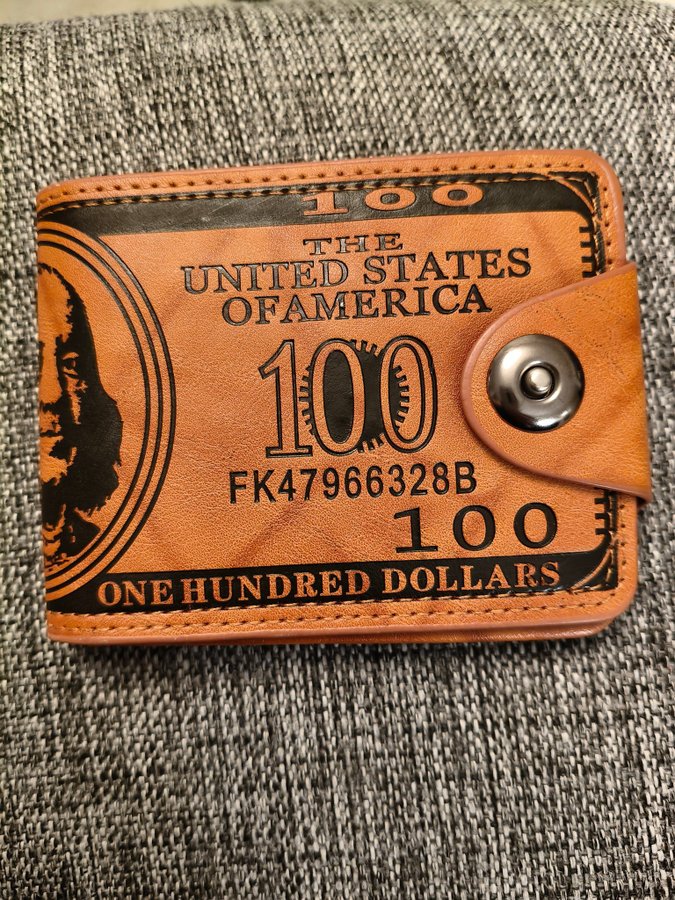 100
THE
UNITED STATES
OFAMERICA
100
FK47966328B
100
ONE HUNDRED DOLLARS